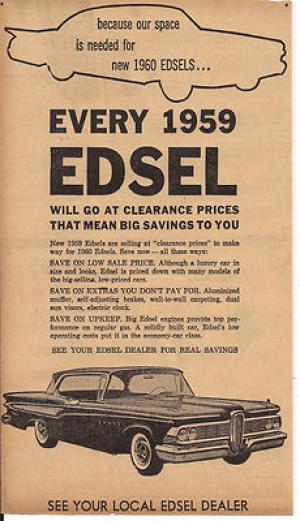 because our space
is needed for
new 1960 EDSELS...
EVERY 1959
EDSEL
WILL GO AT CLEARANCE PRICES
THAT MEAN BIG SAVINGS TO YOU
New 1959 Edsels are selling at "clearance prices" to make
way for 1960 Edsels. Save now — all these ways:
SAVE ON LOW SALE PRICE. Although a luxury car in
size and looks, Edsel is priced down with many models of
the big-selling, low-priced cars.
SAVE ON EXTRAS YOU DON'T PAY FOR. Aluminized
muffler, self-adjusting brakes, wall-to-wall carpeting, dual
sun visors, electric clock.
SAVE ON UPKEEP. Big Edsel engines provide top per-
formance on regular gas. A solidly built car, Edsel's low
operating costs put it in the economy-car class.
SEE YOUR EDSEL DEALER FOR REAL SAVINGS
SEE YOUR LOCAL EDSEL DEALER